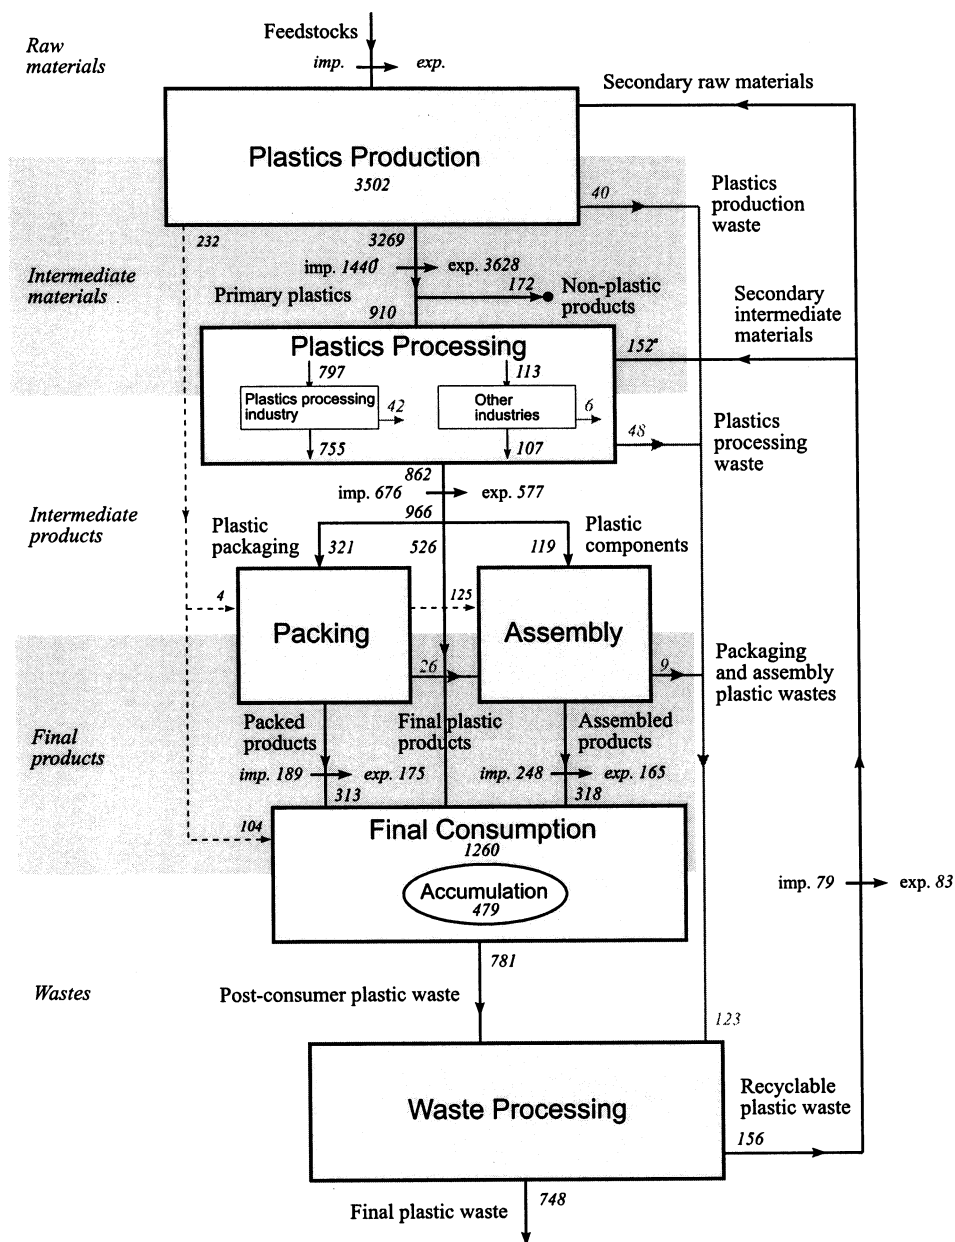 Raw
materials
Feedstocks
imp.
exp.
Secondary raw materials
Plastics Production
3502
40
Plastics
production
waste
232
3269
Intermediate
materials
imp. 1440
exp. 3628
Primary plastics
172
Non-plastic
products
910
Secondary
intermediate
materials
Plastics Processing
152
797
113
Plastics processing
industry
42
Other
industries
6
755
107
48
Plastics
processing
waste
862
imp. 676
exp. 577
Intermediate
products
966
Plastic
packaging
321
526
119
Plastic
components
4
125
Packing
Assembly
26
9
Packaging
and assembly
plastic wastes
Final
products
Packed
products
Final plastic
products
Assembled
products
imp. 189
exp. 175
imp. 248
exp. 165
313
318
104
Final Consumption
1260
Accumulation
479
imp. 79
exp. 83
781
Wastes
Post-consumer plastic waste
123
Waste Processing
Recyclable
plastic waste
156
748
Final plastic waste